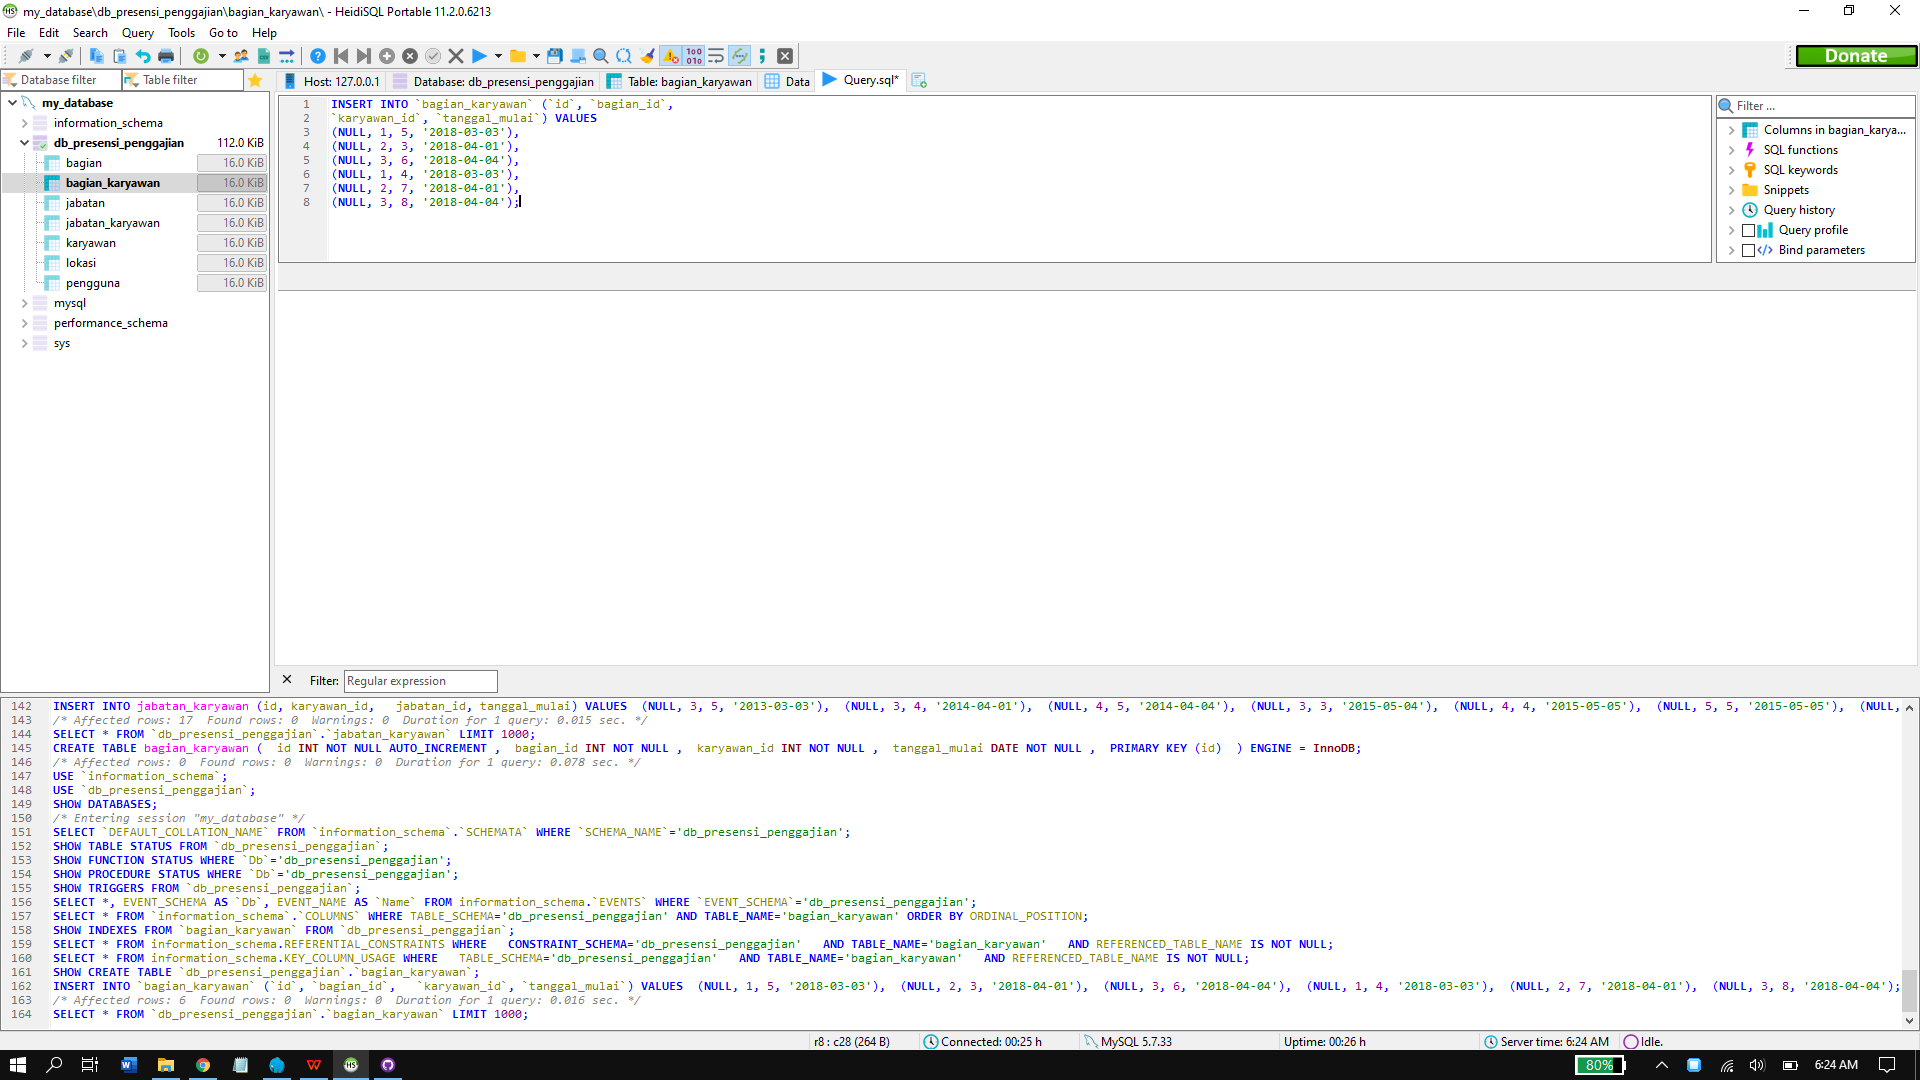 my_database\db_presensi_penggajian\bagian_karyawan\ - HeidiSQL Portable 11.2.0.6213
File Edit Search Query Tools Go to Help
Donate
Database filter Table filter
Host: 127.0.0.1 Database: db_presensi_penggajian Table: bagian_karyawan Data Query.sql*
my_database
information_schema
db_presensi_penggajian 112.0 KiB
bagian 16.0 KiB
bagian_karyawan 16.0 KiB
jabatan 16.0 KiB
jabatan_karyawan 16.0 KiB
karyawan 16.0 KiB
lokasi 16.0 KiB
pengguna 16.0 KiB
mysql
performance_schema
sys
1 INSERT INTO `bagian_karyawan` (`id`, `bagian_id`,
2 `karyawan_id`, `tanggal_mulai`) VALUES
3 (NULL, 1, 5, '2018-03-03'),
4 (NULL, 2, 3, '2018-04-01'),
5 (NULL, 3, 6, '2018-04-04'),
6 (NULL, 1, 4, '2018-03-03'),
7 (NULL, 2, 7, '2018-04-01'),
8 (NULL, 3, 8, '2018-04-04');
Filter ...
Columns in bagian_karya...
SQL functions
SQL keywords
Snippets
Query history
Query profile
Bind parameters
Filter: Regular expression
142 INSERT INTO jabatan_karyawan (id, karyawan_id, jabatan_id, tanggal_mulai) VALUES (NULL, 3, 5, '2013-03-03'), (NULL, 3, 4, '2014-04-01'), (NULL, 4, 5, '2014-04-04'), (NULL, 3, 3, '2015-05-04'), (NULL, 4, 4, '2015-05-05'), (NULL, 5, 5, '2015-05-05'), (NULL,
143 /* Affected rows: 17 Found rows: 0 Warnings: 0 Duration for 1 query: 0.015 sec. */
144 SELECT * FROM `db_presensi_penggajian`.`jabatan_karyawan` LIMIT 1000;
145 CREATE TABLE bagian_karyawan ( id INT NOT NULL AUTO_INCREMENT , bagian_id INT NOT NULL , karyawan_id INT NOT NULL , tanggal_mulai DATE NOT NULL , PRIMARY KEY (id) ) ENGINE = InnoDB;
146 /* Affected rows: 0 Found rows: 0 Warnings: 0 Duration for 1 query: 0.078 sec. */
147 USE `information_schema`;
148 USE `db_presensi_penggajian`;
149 SHOW DATABASES;
150 /* Entering session "my_database" */
151 SELECT `DEFAULT_COLLATION_NAME` FROM `information_schema`.`SCHEMATA` WHERE `SCHEMA_NAME`='db_presensi_penggajian';
152 SHOW TABLE STATUS FROM `db_presensi_penggajian`;
153 SHOW FUNCTION STATUS WHERE `Db`='db_presensi_penggajian';
154 SHOW PROCEDURE STATUS WHERE `Db`='db_presensi_penggajian';
155 SHOW TRIGGERS FROM `db_presensi_penggajian`;
156 SELECT *, EVENT_SCHEMA AS `Db`, EVENT_NAME AS `Name` FROM information_schema.`EVENTS` WHERE `EVENT_SCHEMA`='db_presensi_penggajian';
157 SELECT * FROM `information_schema`.`COLUMNS` WHERE TABLE_SCHEMA='db_presensi_penggajian' AND TABLE_NAME='bagian_karyawan' ORDER BY ORDINAL_POSITION;
158 SHOW INDEXES FROM `bagian_karyawan` FROM `db_presensi_penggajian`;
159 SELECT * FROM information_schema.REFERENTIAL_CONSTRAINTS WHERE CONSTRAINT_SCHEMA='db_presensi_penggajian' AND TABLE_NAME='bagian_karyawan' AND REFERENCED_TABLE_NAME IS NOT NULL;
160 SELECT * FROM information_schema.KEY_COLUMN_USAGE WHERE TABLE_SCHEMA='db_presensi_penggajian' AND TABLE_NAME='bagian_karyawan' AND REFERENCED_TABLE_NAME IS NOT NULL;
161 SHOW CREATE TABLE `db_presensi_penggajian`.`bagian_karyawan`;
162 INSERT INTO `bagian_karyawan` (`id`, `bagian_id`, `karyawan_id`, `tanggal_mulai`) VALUES (NULL, 1, 5, '2018-03-03'), (NULL, 2, 3, '2018-04-01'), (NULL, 3, 6, '2018-04-04'), (NULL, 1, 4, '2018-03-03'), (NULL, 2, 7, '2018-04-01'), (NULL, 3, 8, '2018-04-04');
163 /* Affected rows: 6 Found rows: 0 Warnings: 0 Duration for 1 query: 0.016 sec. */
164 SELECT * FROM `db_presensi_penggajian`.`bagian_karyawan` LIMIT 1000;
r8 : c28 (264 B) Connected: 00:25 h MySQL 5.7.33 Uptime: 00:26 h Server time: 6:24 AM Idle.
80% 6:24 AM